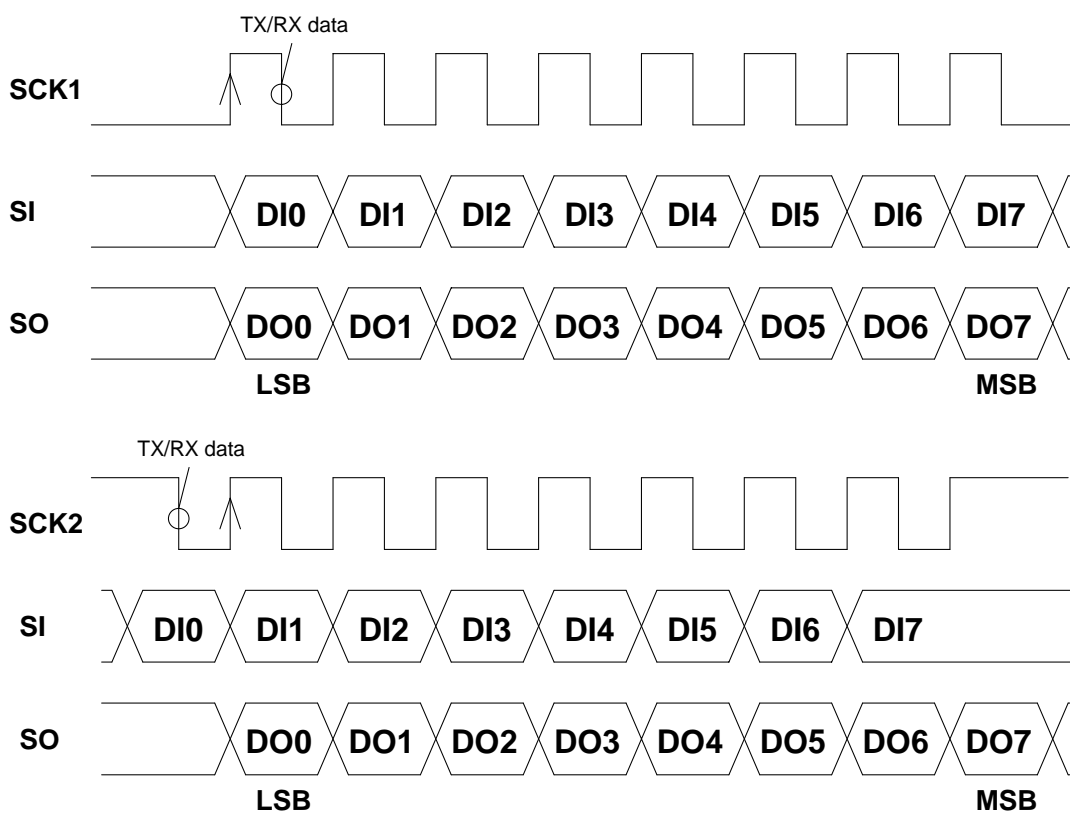 TX/RX data
SCK1
SI DI0 DI1 DI2 DI3 DI4 DI5 DI6 DI7
SO DO0 DO1 DO2 DO3 DO4 DO5 DO6 DO7
LSB MSB
TX/RX data
SCK2
SI DI0 DI1 DI2 DI3 DI4 DI5 DI6 DI7
SO DO0 DO1 DO2 DO3 DO4 DO5 DO6 DO7
LSB MSB